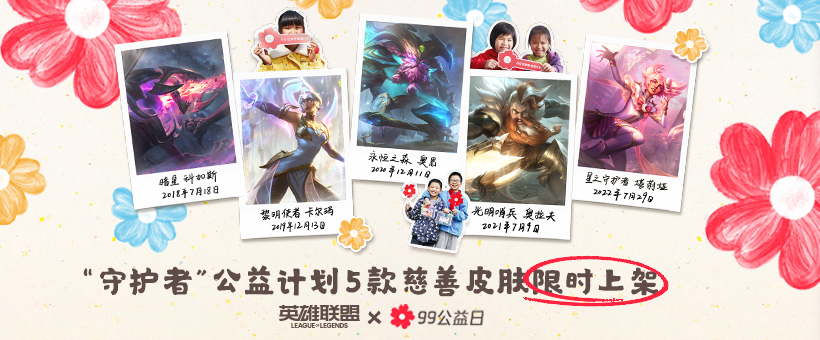 暗星 科加斯
2018年7月18日
黎明使者 卡尔玛
2019年12月13日
永恒之森 奥恩
2020年12月11日
光明哨兵 奥拉夫
2021年7月9日
星之守护者 塔莉垭
2022年7月29日
“守护者”公益计划5款慈善皮肤限时上架
英雄联盟
LEAGUE OF LEGENDS
×
99公益日